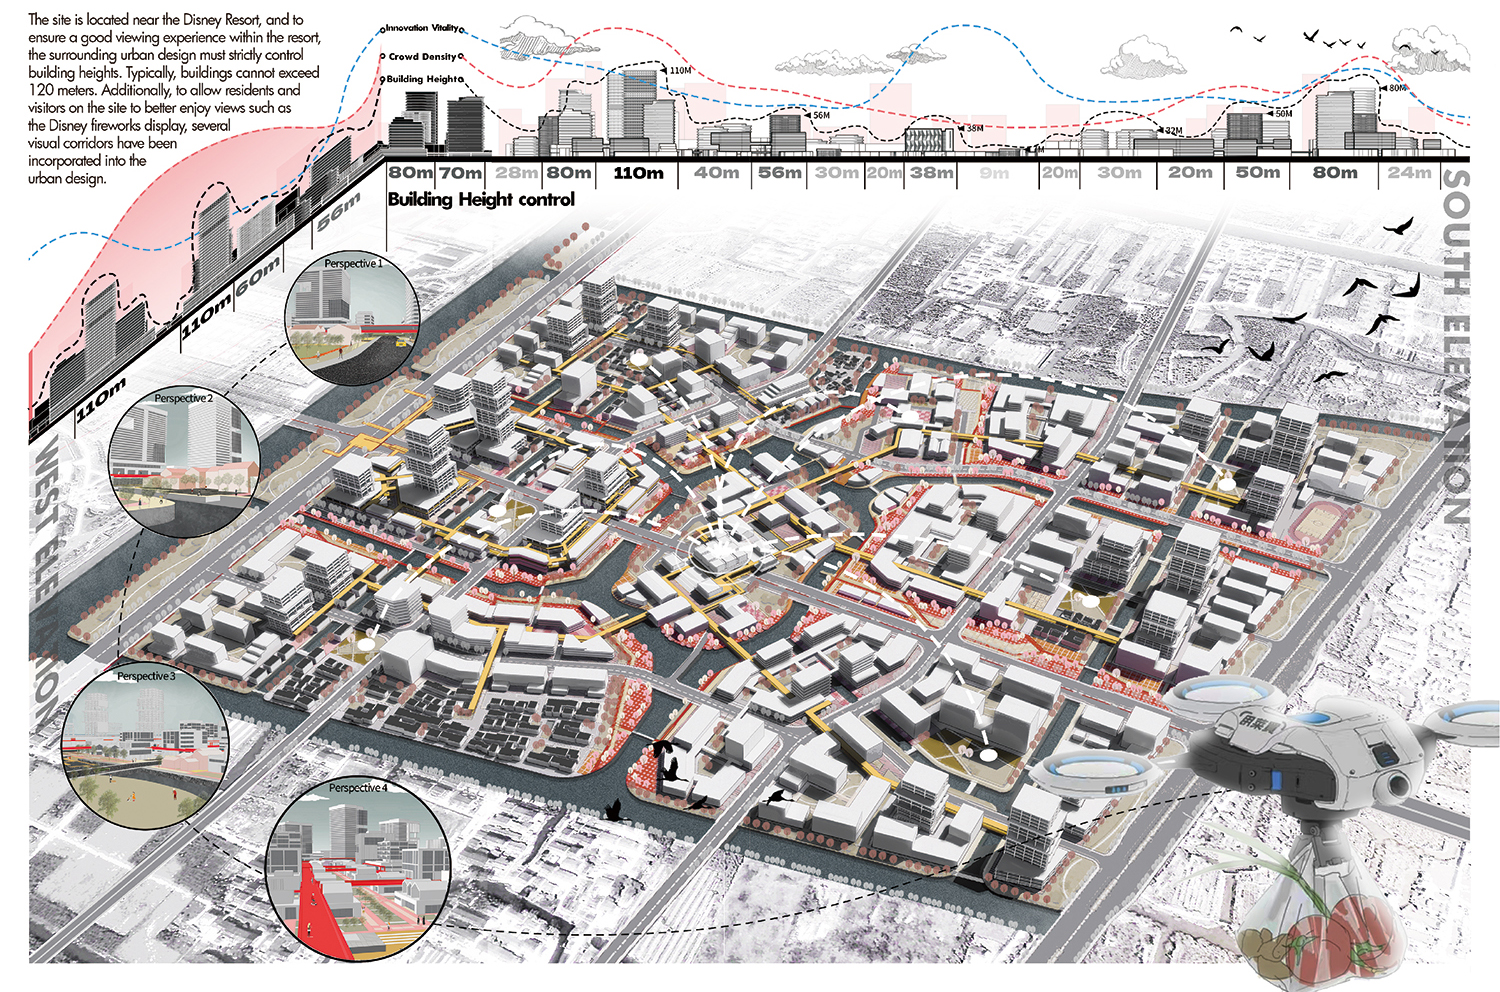 The site is located near the Disney Resort, and to
ensure a good viewing experience within the resort,
the surrounding urban design must strictly control
building heights. Typically, buildings cannot exceed
120 meters. Additionally, to allow residents and
visitors on the site to better enjoy views such as
the Disney fireworks display, several
visual corridors have been
incorporated into the
urban design.
Innovation Vitality
Crowd Density
Building Height
110M
56M
38M
32M
50M
80M
80m 70m 28m 80m 110m 40m 56m 30m 20m 38m 9m 20m 30m 20m 50m 80m 24m
Building Height control
56m
60m
110m
110m
WEST ELEVATION
SOUTH ELEVATION
Perspective 1
Perspective 2
Perspective 3
Perspective 4